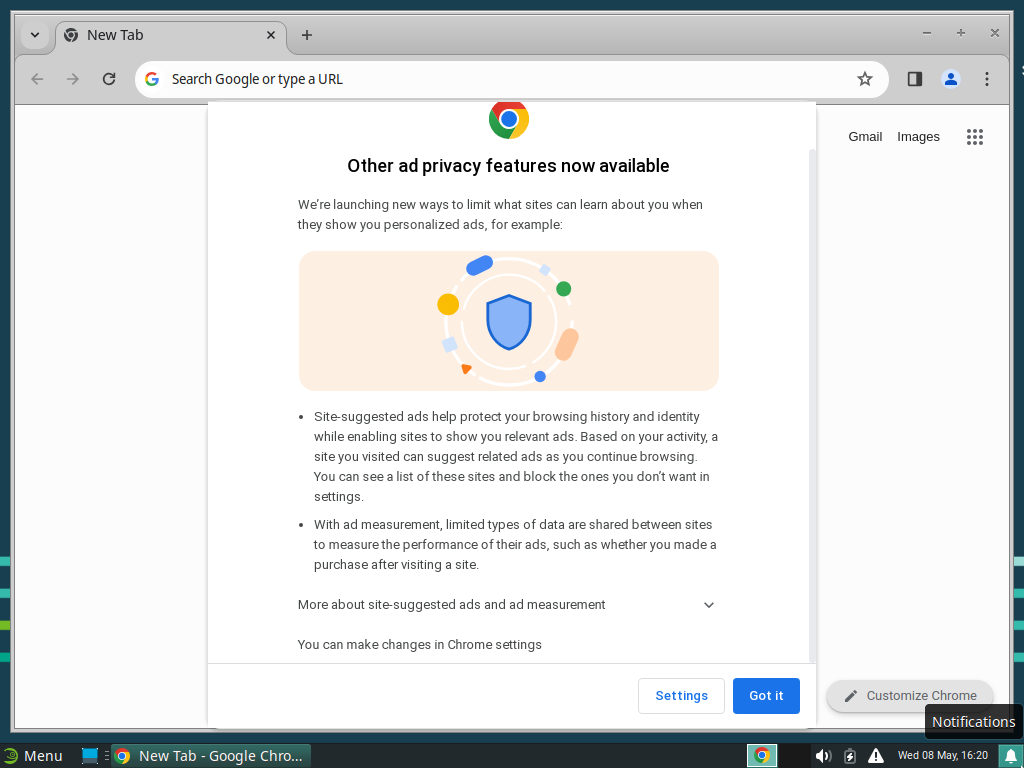 New Tab
Search Google or type a URL
Gmail
Images
Other ad privacy features now available
We're launching new ways to limit what sites can learn about you when
they show you personalized ads, for example:
• Site-suggested ads help protect your browsing history and identity
while enabling sites to show you relevant ads. Based on your activity, a
site you visited can suggest related ads as you continue browsing.
You can see a list of these sites and block the ones you don't want in
settings.
• With ad measurement, limited types of data are shared between sites
to measure the performance of their ads, such as whether you made a
purchase after visiting a site.
More about site-suggested ads and ad measurement
You can make changes in Chrome settings
Settings
Got it
Customize Chrome
Notifications
Menu
New Tab - Google Chro...
Wed 08 May, 16:20